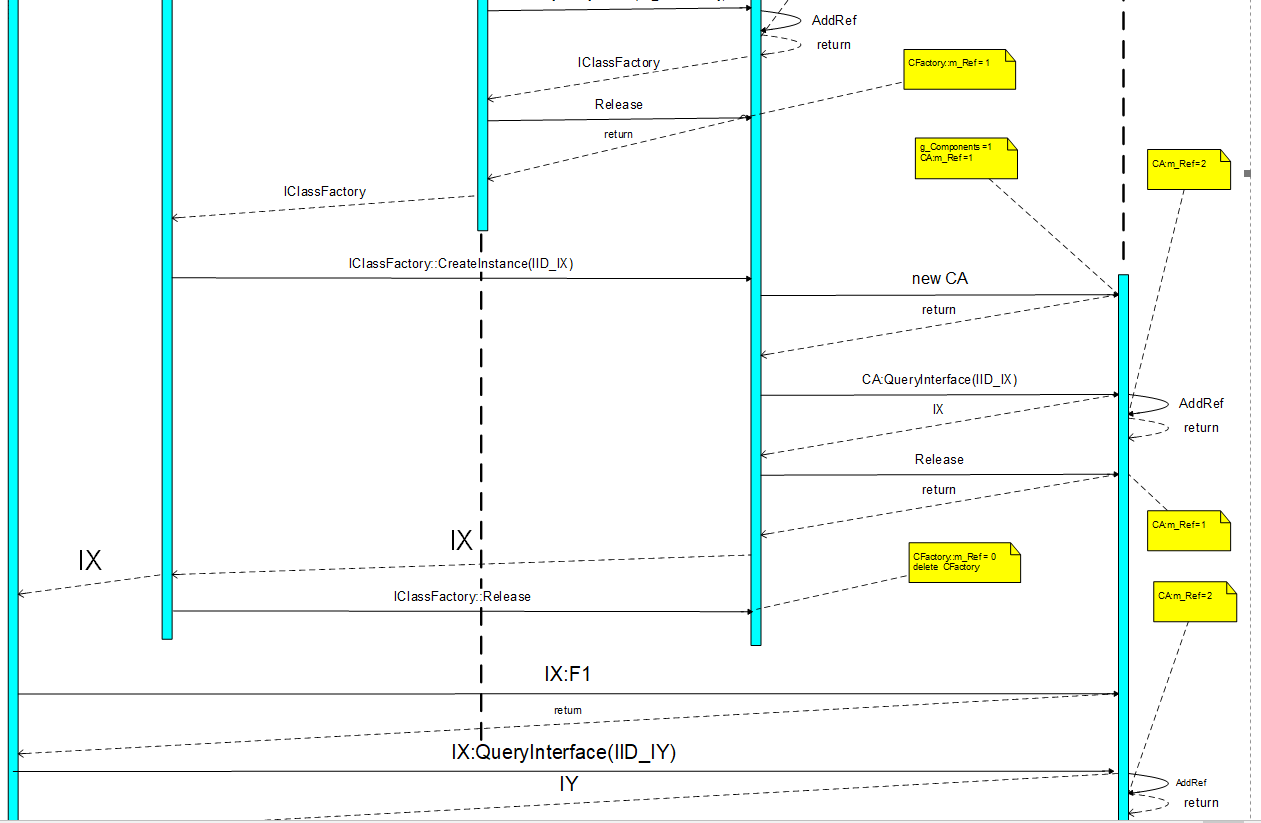 AddRef
return
IClassFactory
CFactory::m_Ref = 1
Release
return
g_Components =1
CA:m_Ref =1
CA:m_Ref=2
IClassFactory
IClassFactory::CreateInstance(IID_IX)
new CA
return
CA:QueryInterface(IID_IX)
IX
AddRef
return
Release
return
CA:m_Ref=1
IX
IX
CFactory::m_Ref = 0
delete CFactory
IClassFactory::Release
CA:m_Ref=2
IX:F1
return
IX:QueryInterface(IID_IY)
IY
AddRef
return